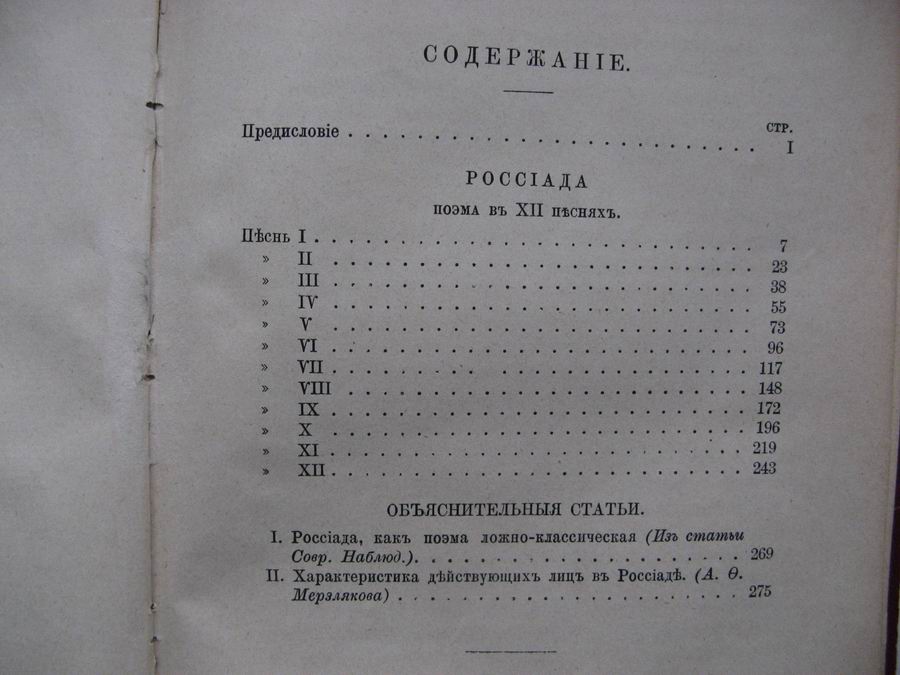 СОДЕРЖАНІЕ.
СТР.
Предисловіе . . . . . . . . . . . . . . . . . . . . . . . . I
РОССІАДА
ПОЭМА ВЪ XII ПѢСНЯХЪ.
Пѣснь I . . . . . . . . . . . . . . . . . . . . . . . . 7
» II . . . . . . . . . . . . . . . . . . . . . . . . 23
» III . . . . . . . . . . . . . . . . . . . . . . . . 38
» IV . . . . . . . . . . . . . . . . . . . . . . . . 55
» V . . . . . . . . . . . . . . . . . . . . . . . . 73
» VI . . . . . . . . . . . . . . . . . . . . . . . . 96
» VII . . . . . . . . . . . . . . . . . . . . . . . . 117
» VIII . . . . . . . . . . . . . . . . . . . . . . . 148
» IX . . . . . . . . . . . . . . . . . . . . . . . . 172
» X . . . . . . . . . . . . . . . . . . . . . . . . 196
» XI . . . . . . . . . . . . . . . . . . . . . . . . 219
» XII . . . . . . . . . . . . . . . . . . . . . . . . 243
ОБЪЯСНИТЕЛЬНЫЯ СТАТЬИ.
I. Россіада, какъ поэма ложно-классическая (Изъ статьи
Совр. Наблюд.). . . . . . . . . . . . . . . . . . . 269
II. Характеристика дѣйствующихъ лицъ въ Россіадѣ. (А. Ѳ.
Мерзлякова) . . . . . . . . . . . . . . . . . . . . 275